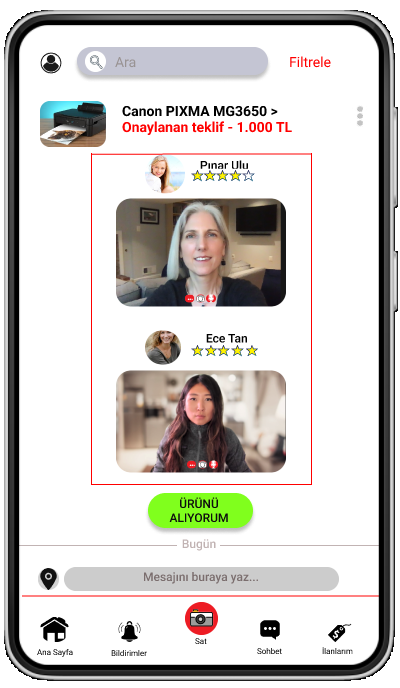 Ara
Filtrele
Canon PIXMA MG3650 >
Onaylanan teklif - 1.000 TL
Pınar Ulu
Ece Tan
ÜRÜNÜ
ALIYORUM
Bugün
Mesajını buraya yaz...
Ana Sayfa
Bildirimler
Sat
Sohbet
İlanlarım